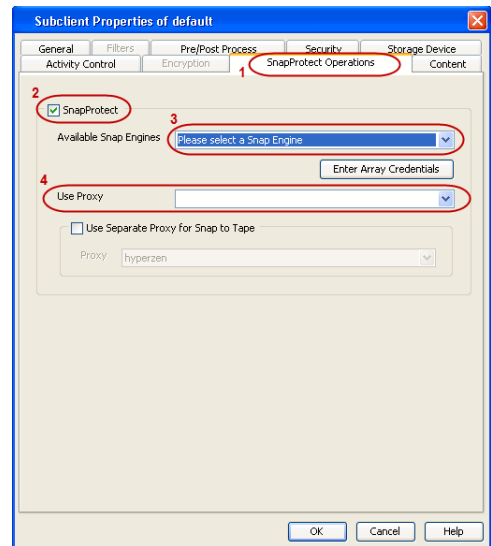 Subclient Properties of default
General Filters Pre/Post Process Security Storage Device
Activity Control Encryption 1 SnapProtect Operations Content
2
SnapProtect
3
Available Snap Engines Please select a Snap Engine
Enter Array Credentials
4
Use Proxy
Use Separate Proxy for Snap to Tape
Proxy hyperzen
OK Cancel Help